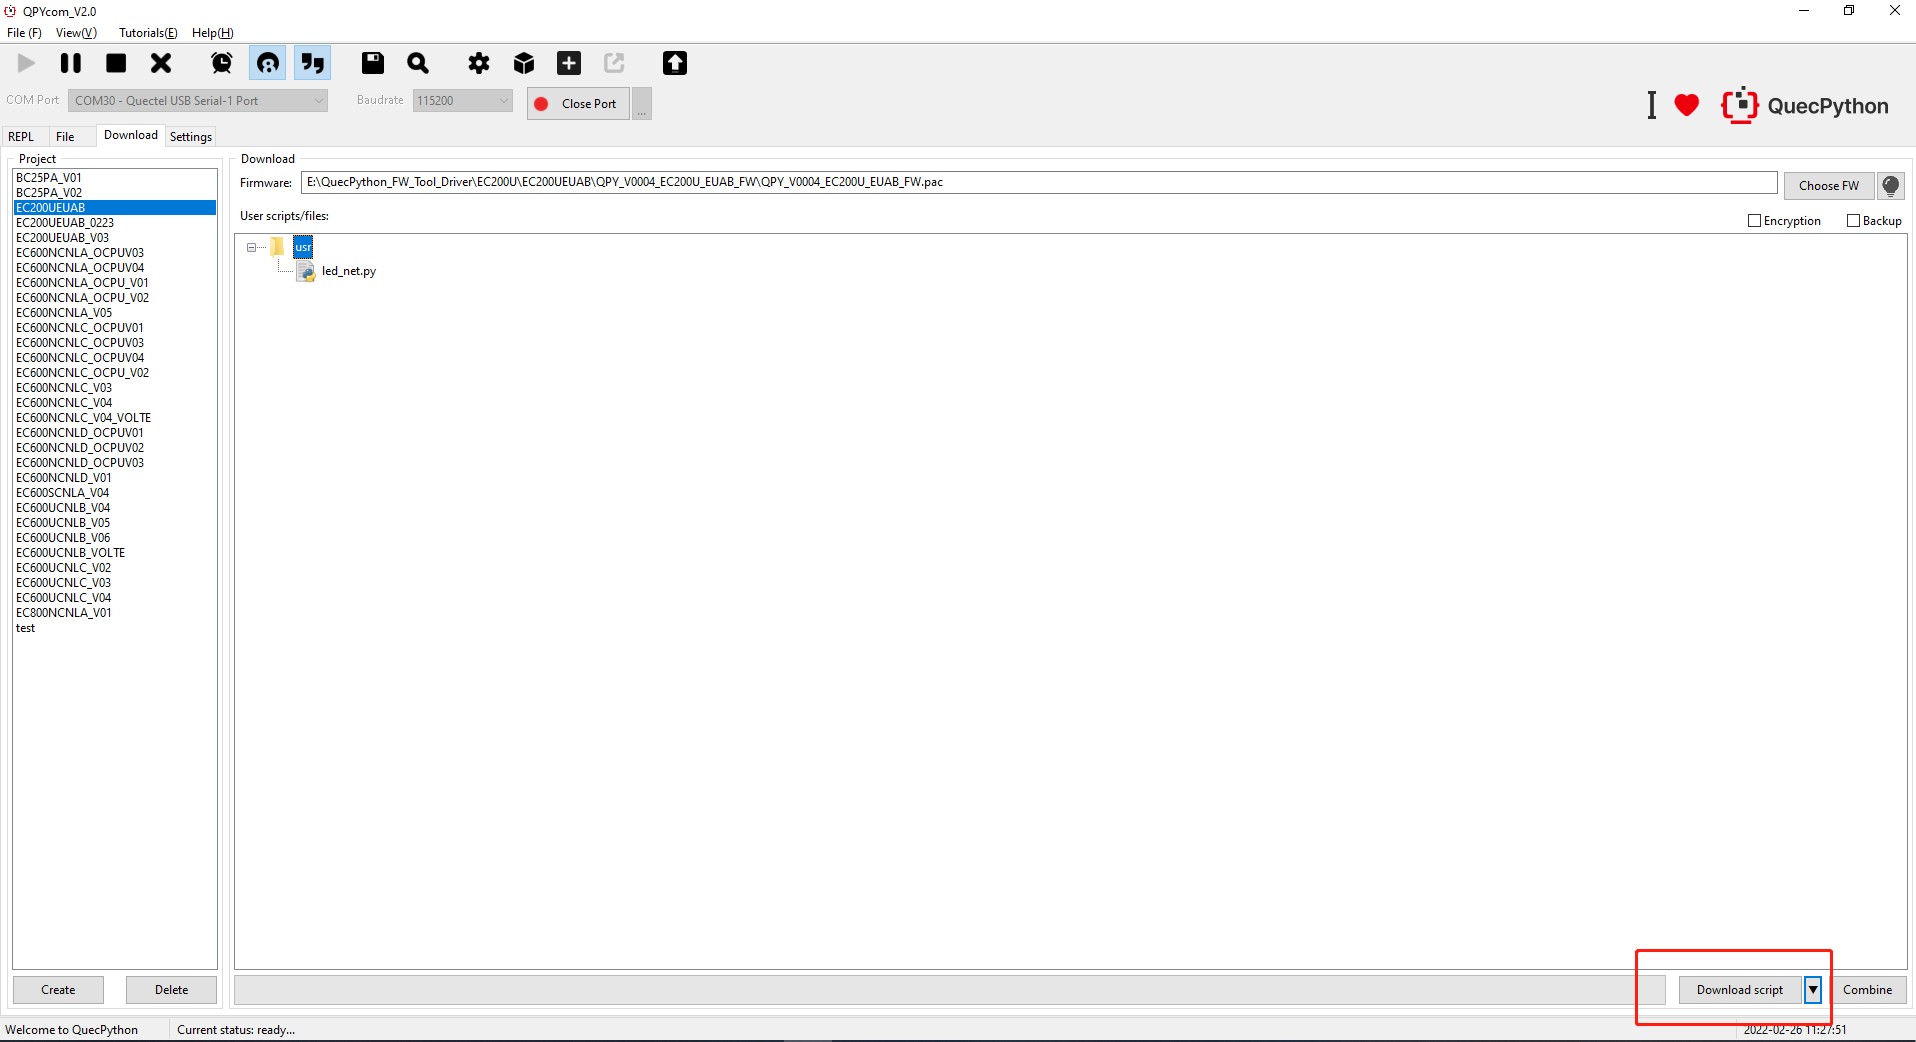 QPYcom_V2.0
File (F) View(V) Tutorials(E) Help(H)
COM Port COM30 - Quectel USB Serial-1 Port Baudrate 115200 Close Port ...
I QuecPython
REPL File Download Settings
Project
BC25PA_V01
BC25PA_V02
EC200UEUAB
EC200UEUAB_0223
EC200UEUAB_V03
EC600NCNLA_OCPUV03
EC600NCNLA_OCPUV04
EC600NCNLA_OCPU_V01
EC600NCNLA_OCPU_V02
EC600NCNLA_V05
EC600NCNLC_OCPUV01
EC600NCNLC_OCPUV03
EC600NCNLC_OCPUV04
EC600NCNLC_OCPU_V02
EC600NCNLC_V03
EC600NCNLC_V04
EC600NCNLC_V04_VOLTE
EC600NCNLD_OCPUV01
EC600NCNLD_OCPUV02
EC600NCNLD_OCPUV03
EC600NCNLD_V01
EC600SCNLA_V04
EC600UCNLB_V04
EC600UCNLB_V05
EC600UCNLB_V06
EC600UCNLB_VOLTE
EC600UCNLC_V02
EC600UCNLC_V03
EC600UCNLC_V04
EC800NCNLA_V01
test
Create Delete
Download
Firmware: E:\QuecPython_FW_Tool_Driver\EC200U\EC200UEUAB\QPY_V0004_EC200U_EUAB_FW\QPY_V0004_EC200U_EUAB_FW.pac Choose FW
User scripts/files: Encryption Backup
usr
led_net.py
Download script Combine
Welcome to QuecPython Current status: ready... 2022-02-26 11:27:51